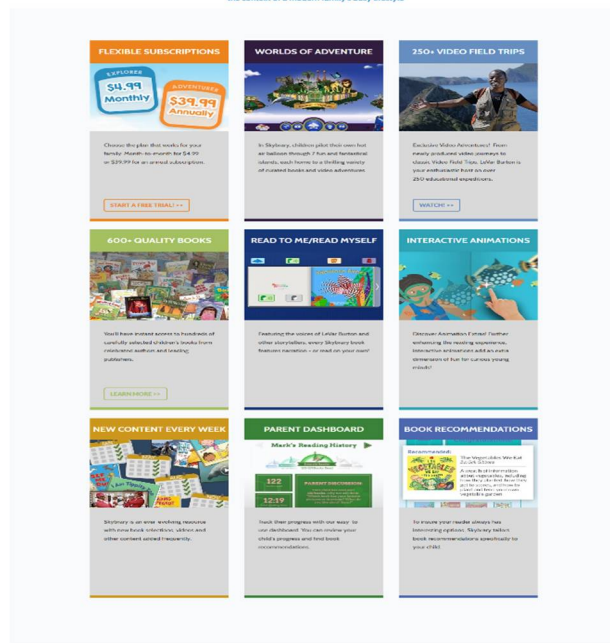 FLEXIBLE SUBSCRIPTIONS
EXPLORER
$4.99
Monthly
ADVENTURER
$39.99
Annually
Choose the plan that works for your
family: Month-to-month for $4.99
or $39.99 for an annual subscription.
START A FREE TRIAL! >>
WORLDS OF ADVENTURE
In Skybrary, children pilot their own hot
air balloon through 7 fun and fantastical
islands, each home to a thrilling variety
of curated books and video adventures.
250+ VIDEO FIELD TRIPS
Exclusive Video Adventures! From
newly produced video journeys to
classic Video Field Trips, LeVar Burton is
your enthusiastic host on over
250 educational expeditions.
WATCH! >>
600+ QUALITY BOOKS
You'll have instant access to hundreds of
carefully selected children's books from
celebrated authors and leading
publishers.
LEARN MORE >>
READ TO ME/READ MYSELF
Featuring the voices of LeVar Burton and
other storytellers, every Skybrary book
features narration – or read on your own!
INTERACTIVE ANIMATIONS
Discover Animation Extras! Further
enhancing the reading experience,
interactive animations add an extra
dimension of fun for curious young
minds!
NEW CONTENT EVERY WEEK
Skybrary is an ever-evolving resource
with new book selections, videos and
other content added frequently.
PARENT DASHBOARD
Mark's Reading History
122
PARENT DISCUSSION
12:19
Track their progress with our easy-to-
use dashboard. You can review your
child's progress and find book
recommendations.
BOOK RECOMMENDATIONS
Recommended:
The Vegetables We Eat
VEGETABLES
To ensure your reader always has
interesting options, Skybrary tailors
book recommendations specifically to
your child.